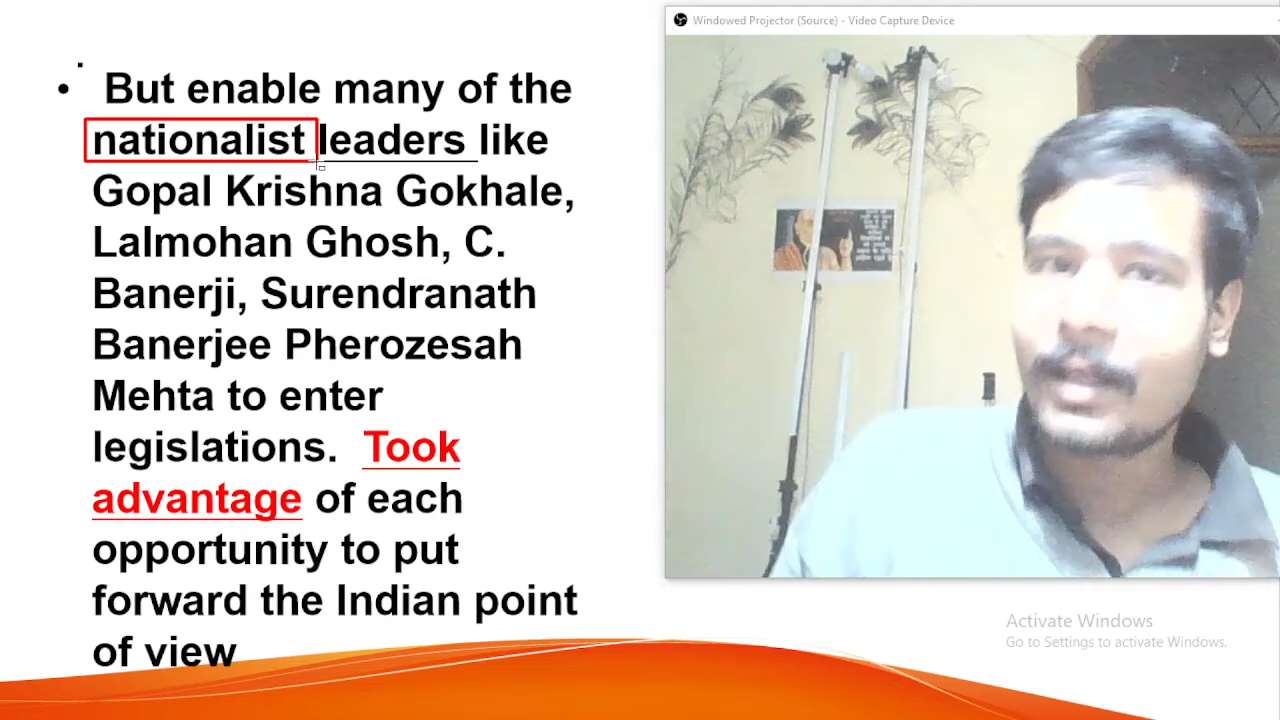 But enable many of the
nationalist leaders like
Gopal Krishna Gokhale,
Lalmohan Ghosh, C.
Banerji, Surendranath
Banerjee Pherozesah
Mehta to enter
legislations. Took
advantage of each
opportunity to put
forward the Indian point
of view
Windowed Projector (Source) - Video Capture Device
Activate Windows
Go to Settings to activate Windows.